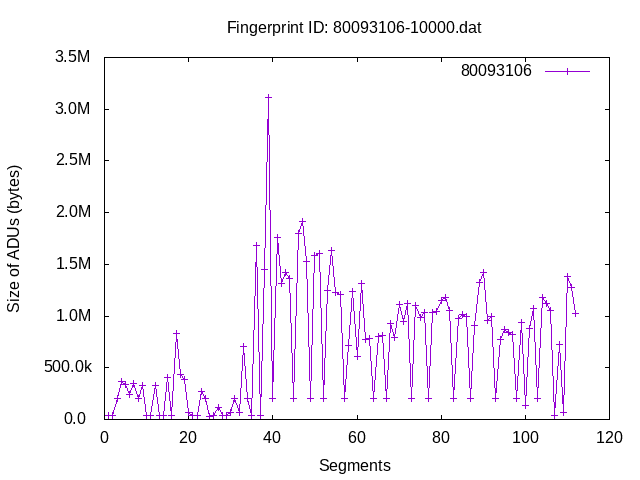 Fingerprint ID: 80093106-10000.dat
3.5M
80093106
3.0M
2.5M
2.0M
1.5M
1.0M
500.0k
0.0
Size of ADUs (bytes)
0 20 40 60 80 100 120
Segments